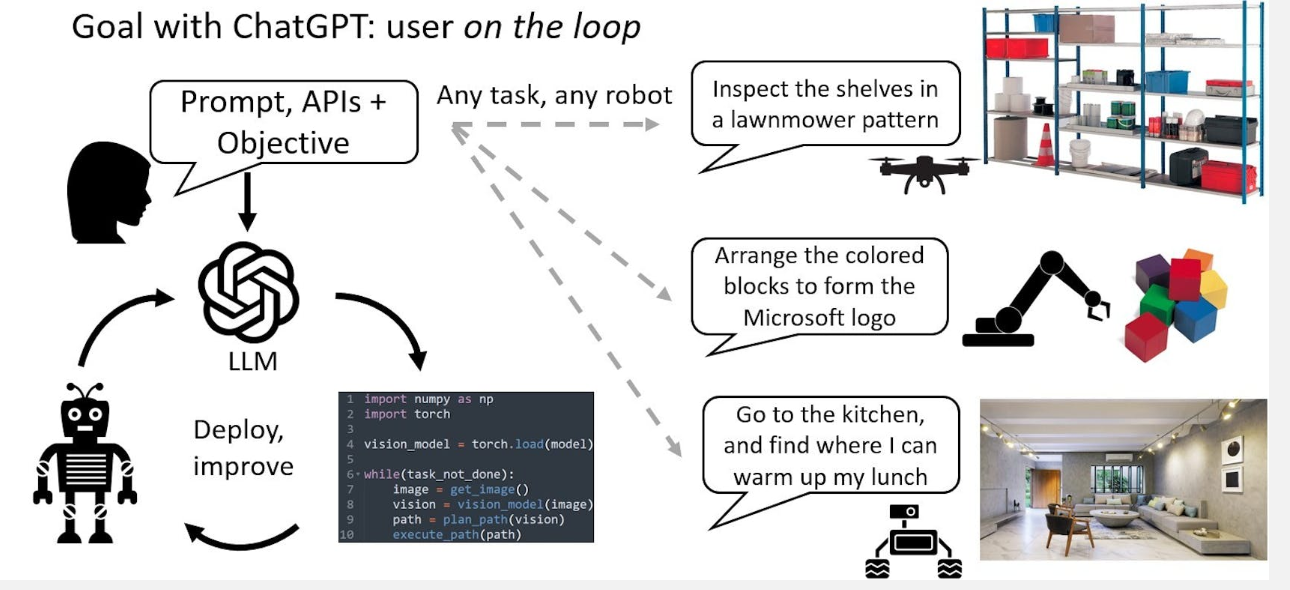 Goal with ChatGPT: user on the loop
Prompt, APIs +
Objective
LLM
Deploy,
improve
1 import numpy as np
2 import torch
3
4 vision_model = torch.load(model)
5
6 while(task_not_done):
7     image = get_image()
8     vision = vision_model(image)
9     path = plan_path(vision)
10     execute_path(path)
Any task, any robot
Inspect the shelves in
a lawnmower pattern
Arrange the colored
blocks to form the
Microsoft logo
Go to the kitchen,
and find where I can
warm up my lunch